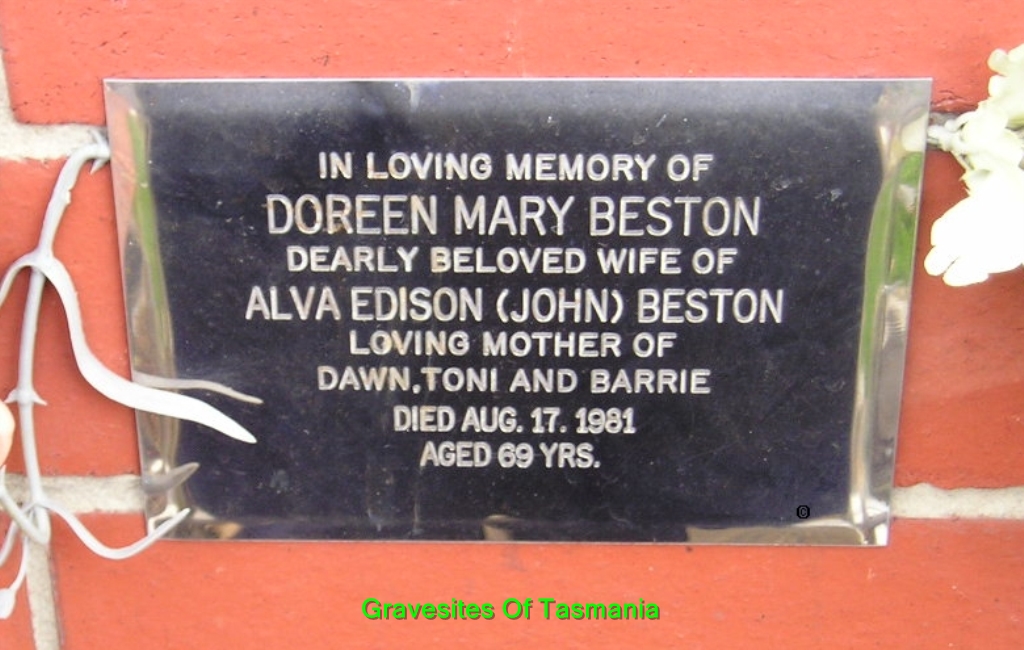 IN LOVING MEMORY OF
DOREEN MARY BESTON
DEARLY BELOVED WIFE OF
ALVA EDISON (JOHN) BESTON
LOVING MOTHER OF
DAWN, TONI AND BARRIE
DIED AUG. 17. 1981
AGED 69 YRS.
©
Gravesites Of Tasmania